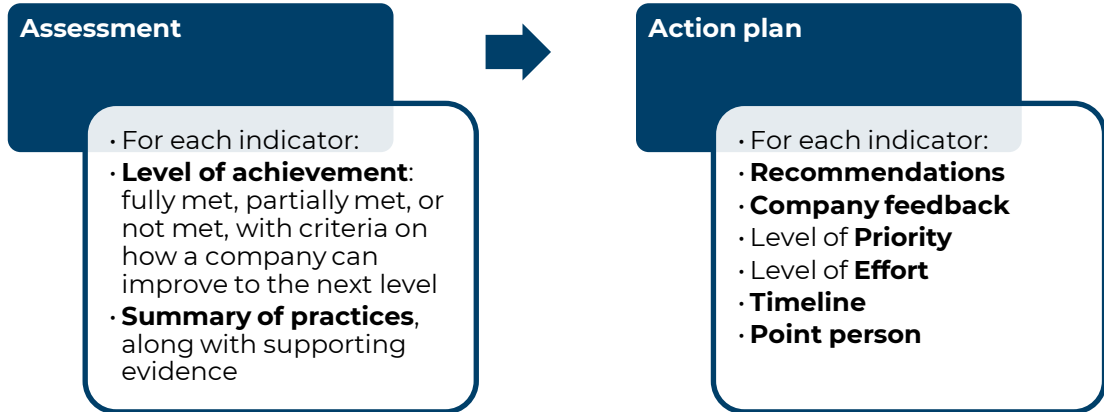 Assessment
· For each indicator:
· Level of achievement:
fully met, partially met, or
not met, with criteria on
how a company can
improve to the next level
· Summary of practices,
along with supporting
evidence
Action plan
· For each indicator:
· Recommendations
· Company feedback
· Level of Priority
· Level of Effort
· Timeline
· Point person